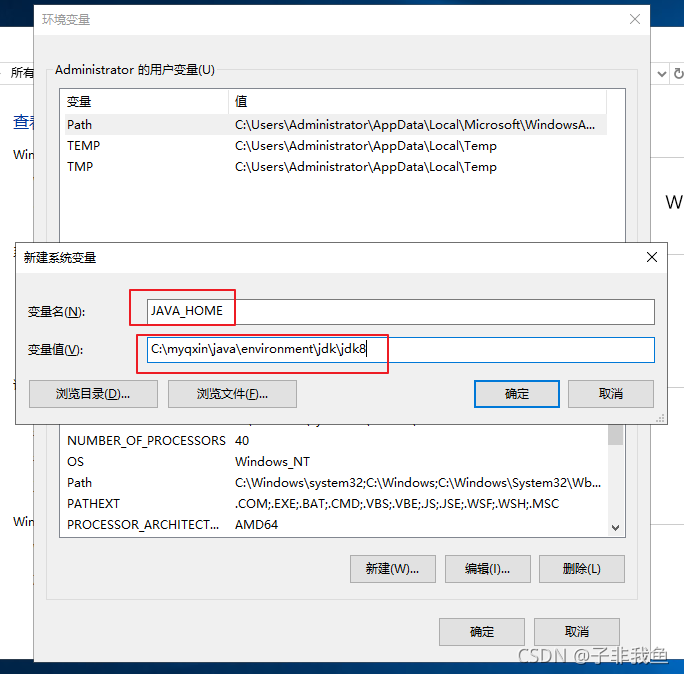 环境变量
所有
Administrator 的用户变量(U)
变量 值
查看
Path C:\Users\Administrator\AppData\Local\Microsoft\WindowsA...
Win
TEMP C:\Users\Administrator\AppData\Local\Temp
TMP C:\Users\Administrator\AppData\Local\Temp
W
新建系统变量
变量名(N): JAVA_HOME
变量值(V): C:\myqxin\java\environment\jdk\jdk8
浏览目录(D)... 浏览文件(F)... 确定 取消
NUMBER_OF_PROCESSORS 40
OS Windows_NT
Path C:\Windows\system32;C:\Windows;C:\Windows\System32\Wb...
PATHEXT .COM;.EXE;.BAT;.CMD;.VBS;.VBE;.JS;.JSE;.WSF;.WSH;.MSC
Win
PROCESSOR_ARCHITECT... AMD64
新建(W)... 编辑(I)... 删除(L)
确定 取消
CSDN @子非我鱼